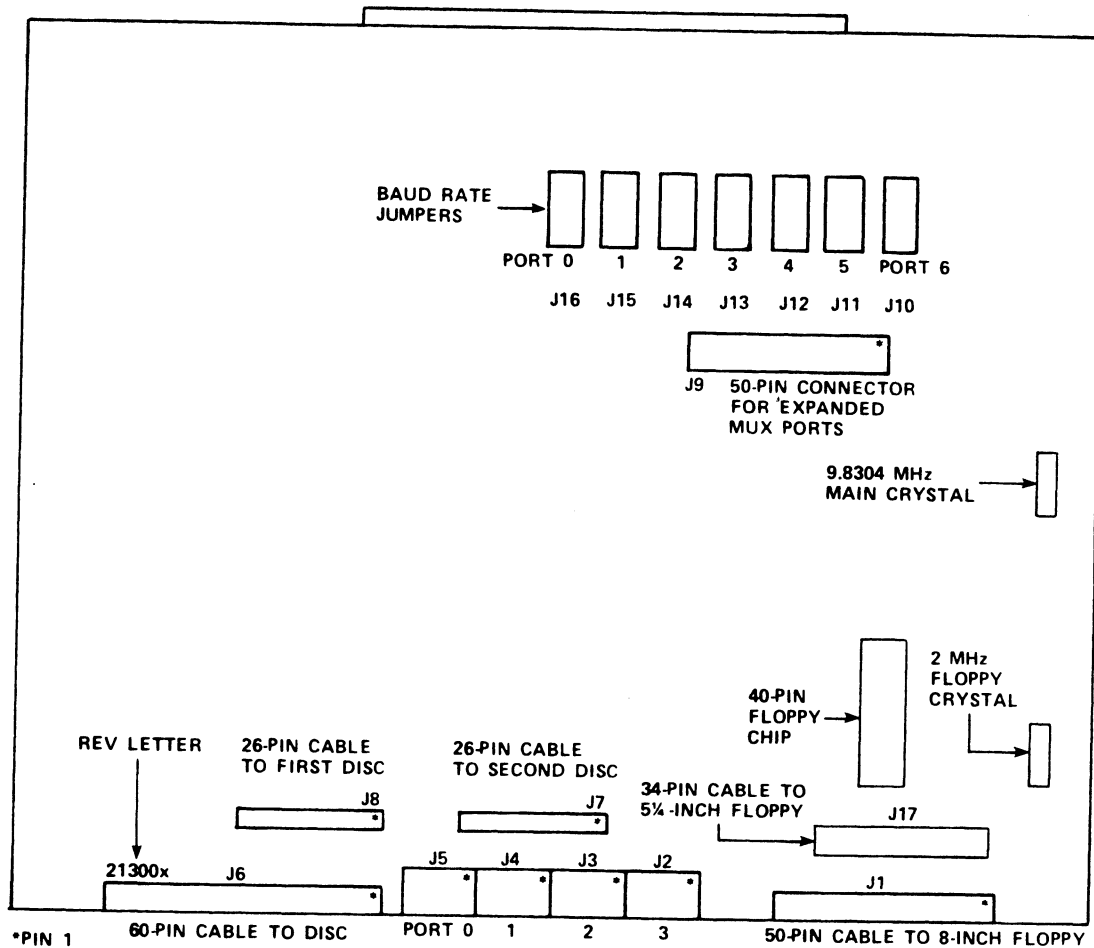 BAUD RATE
JUMPERS
PORT 0 1 2 3 4 5 PORT 6
J16 J15 J14 J13 J12 J11 J10
*
J9 50-PIN CONNECTOR
FOR EXPANDED
MUX PORTS
9.8304 MHz
MAIN CRYSTAL
2 MHz
FLOPPY
CRYSTAL
40-PIN
FLOPPY
CHIP
REV LETTER
26-PIN CABLE
TO FIRST DISC
26-PIN CABLE
TO SECOND DISC
34-PIN CABLE TO
5¼-INCH FLOPPY
J8
*
J7
*
J17
21300x
J6
*
J5 J4 J3 J2
* * * *
J1
*
*PIN 1
60-PIN CABLE TO DISC
PORT 0 1 2 3
50-PIN CABLE TO 8-INCH FLOPPY